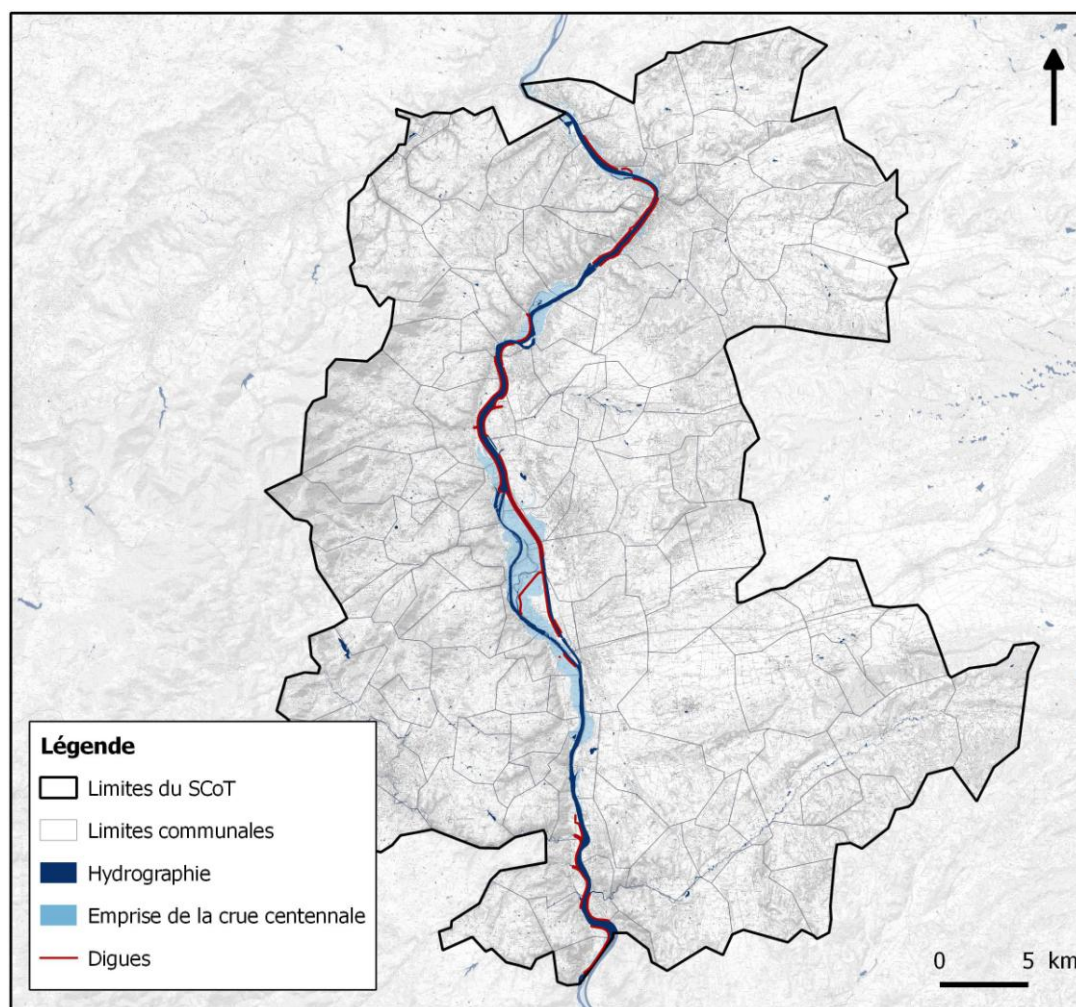 Légende
Limites du SCoT
Limites communales
Hydrographie
Emprise de la crue centennale
Digues
0 5 km